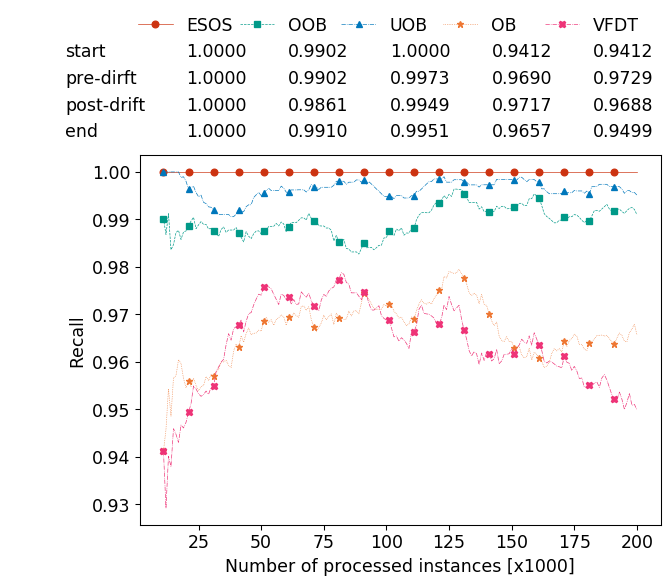 ESOS OOB UOB OB VFDT
start 1.0000 0.9902 1.0000 0.9412 0.9412
pre-dirft 1.0000 0.9902 0.9973 0.9690 0.9729
post-drift 1.0000 0.9861 0.9949 0.9717 0.9688
end 1.0000 0.9910 0.9951 0.9657 0.9499
1.00
0.99
0.98
0.97
0.96
0.95
0.94
0.93
Recall
25 50 75 100 125 150 175 200
Number of processed instances [x1000]